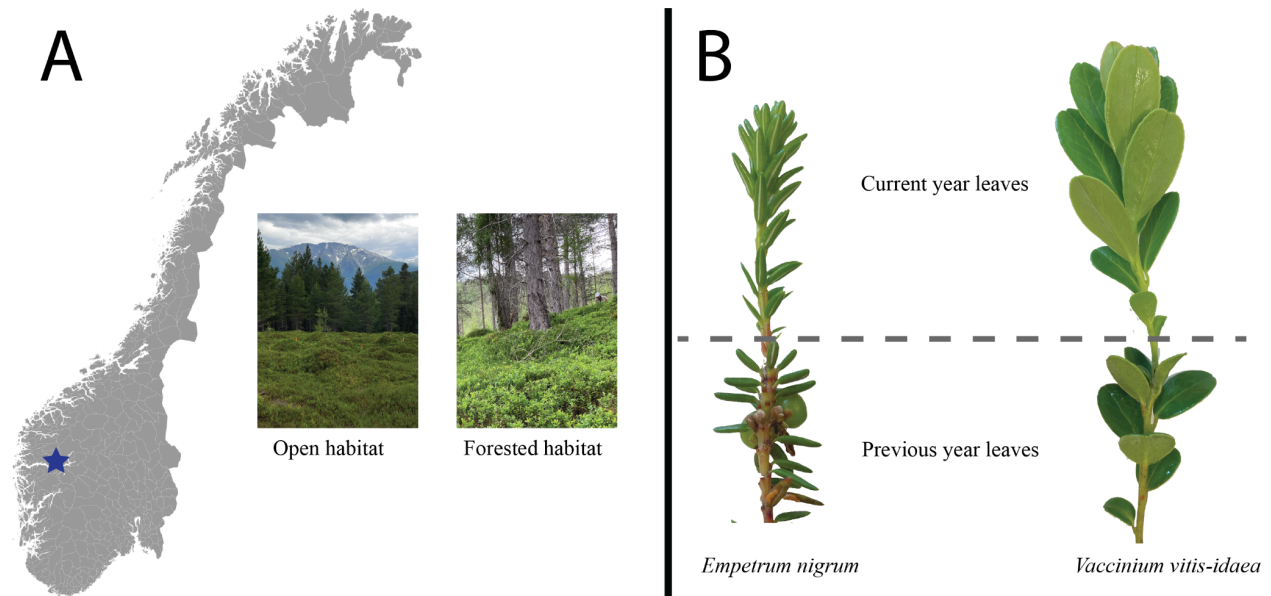 A
Open habitat
Forested habitat
B
Current year leaves
Previous year leaves
Empetrum nigrum
Vaccinium vitis-idaea